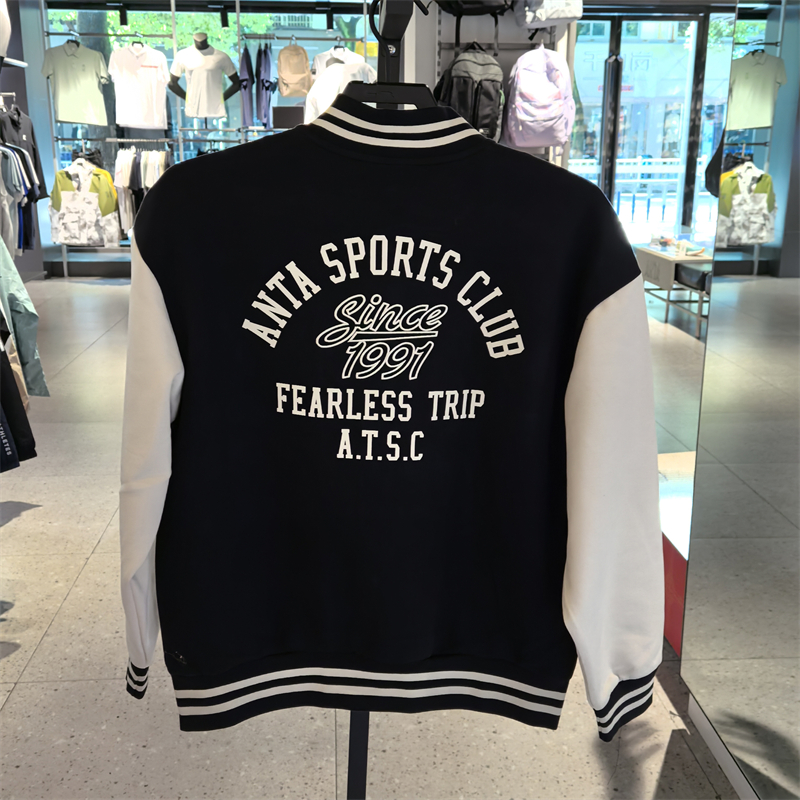 ANTA SPORTS CLUB
Since
1991
FEARLESS TRIP
A.T.S.C